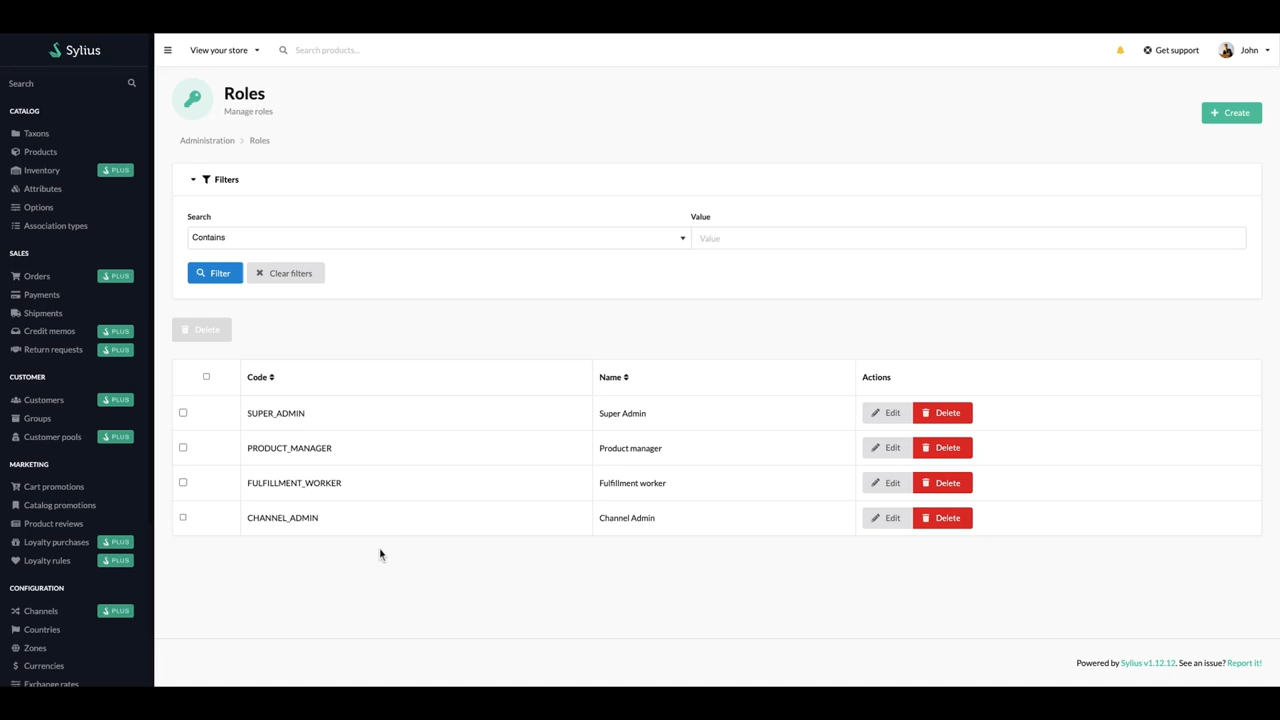 Sylius
View your store
Search products...
Get support
John
Search
CATALOG
Taxons
Products
Inventory PLUS
Attributes
Options
Association types
SALES
Orders PLUS
Payments
Shipments
Credit memos PLUS
Return requests PLUS
CUSTOMER
Customers PLUS
Groups
Customer pools PLUS
MARKETING
Cart promotions
Catalog promotions
Product reviews
Loyalty purchases PLUS
Loyalty rules PLUS
CONFIGURATION
Channels PLUS
Countries
Zones
Currencies
Exchange rates
Roles
Manage roles
Create
Administration > Roles
Filters
Search Value
Contains Value
Filter Clear filters
Delete
Code Name Actions
SUPER_ADMIN Super Admin Edit Delete
PRODUCT_MANAGER Product manager Edit Delete
FULFILLMENT_WORKER Fulfillment worker Edit Delete
CHANNEL_ADMIN Channel Admin Edit Delete
Powered by Sylius v1.12.12. See an issue? Report it!